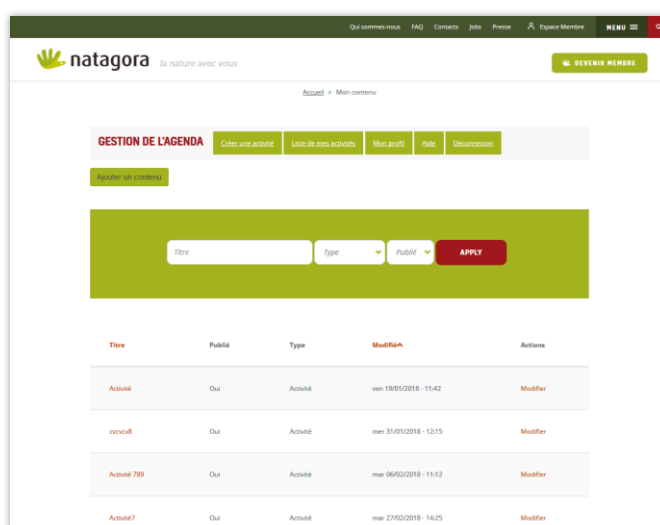 Qui sommes-nous FAQ Contacts Jobs Presse Espace Membre MENU
natagora la nature avec vous DEVENIR MEMBRE
Accueil > Mon contenu
GESTION DE L'AGENDA Créer une activité Liste de mes activités Mon profil Aide Déconnexion
Ajouter un contenu
Titre Type Publié APPLY
Titre Publié Type Modifié Actions
Activité Oui Activité ven 19/01/2018 - 11:42 Modifier
cvcvcv8 Oui Activité mer 31/01/2018 - 12:15 Modifier
Activité 789 Oui Activité mar 06/02/2018 - 11:12 Modifier
Activité7 Oui Activité mar 27/02/2018 - 14:25 Modifier